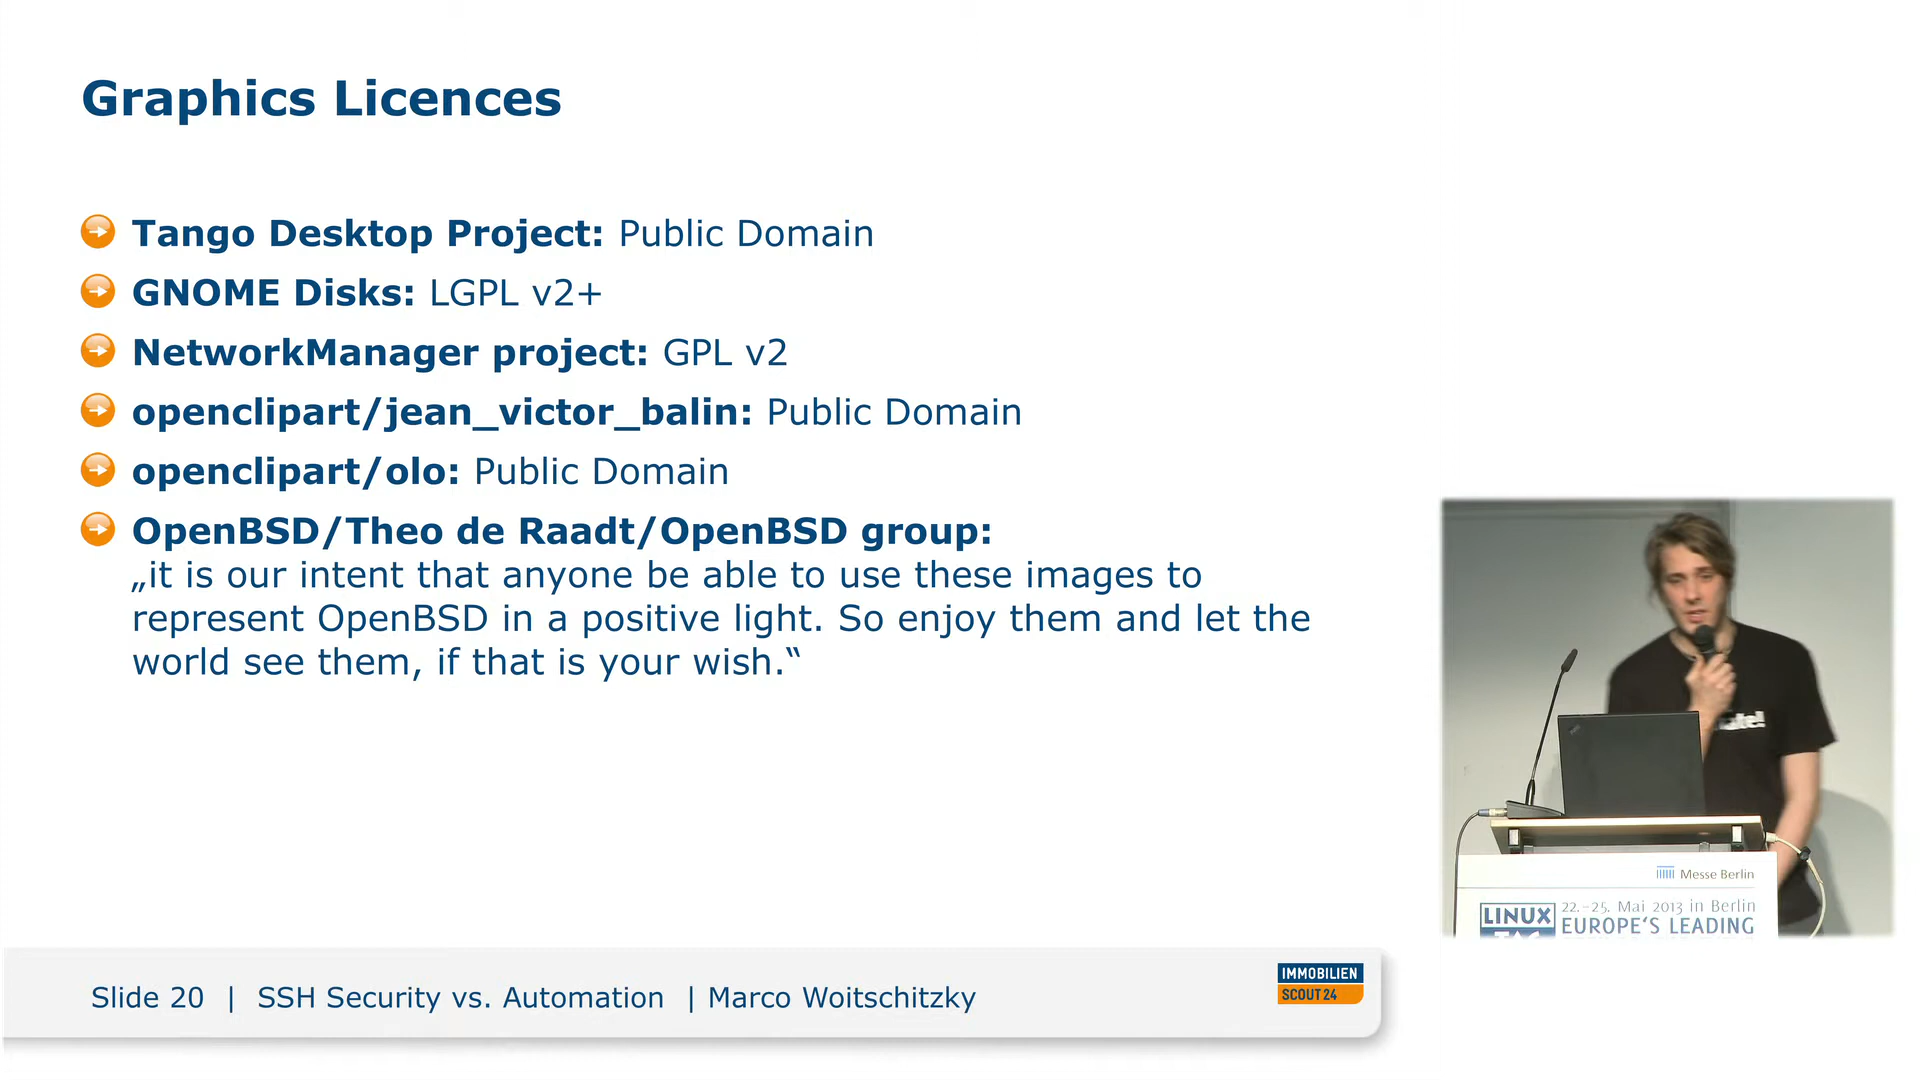 Graphics Licences
Tango Desktop Project: Public Domain
GNOME Disks: LGPL v2+
NetworkManager project: GPL v2
openclipart/jean_victor_balin: Public Domain
openclipart/olo: Public Domain
OpenBSD/Theo de Raadt/OpenBSD group:
„it is our intent that anyone be able to use these images to
represent OpenBSD in a positive light. So enjoy them and let the
world see them, if that is your wish.“
Messe Berlin
LINUX
22.–25. Mai 2013 in Berlin
EUROPE'S LEADING
Slide 20 | SSH Security vs. Automation | Marco Woitschitzky
IMMOBILIEN
SCOUT 24